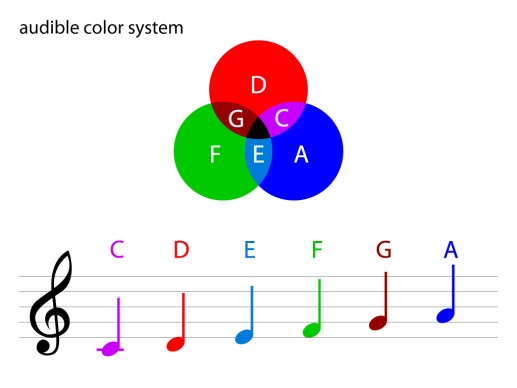 audible color system
D
G C
F E A
C D E F G A